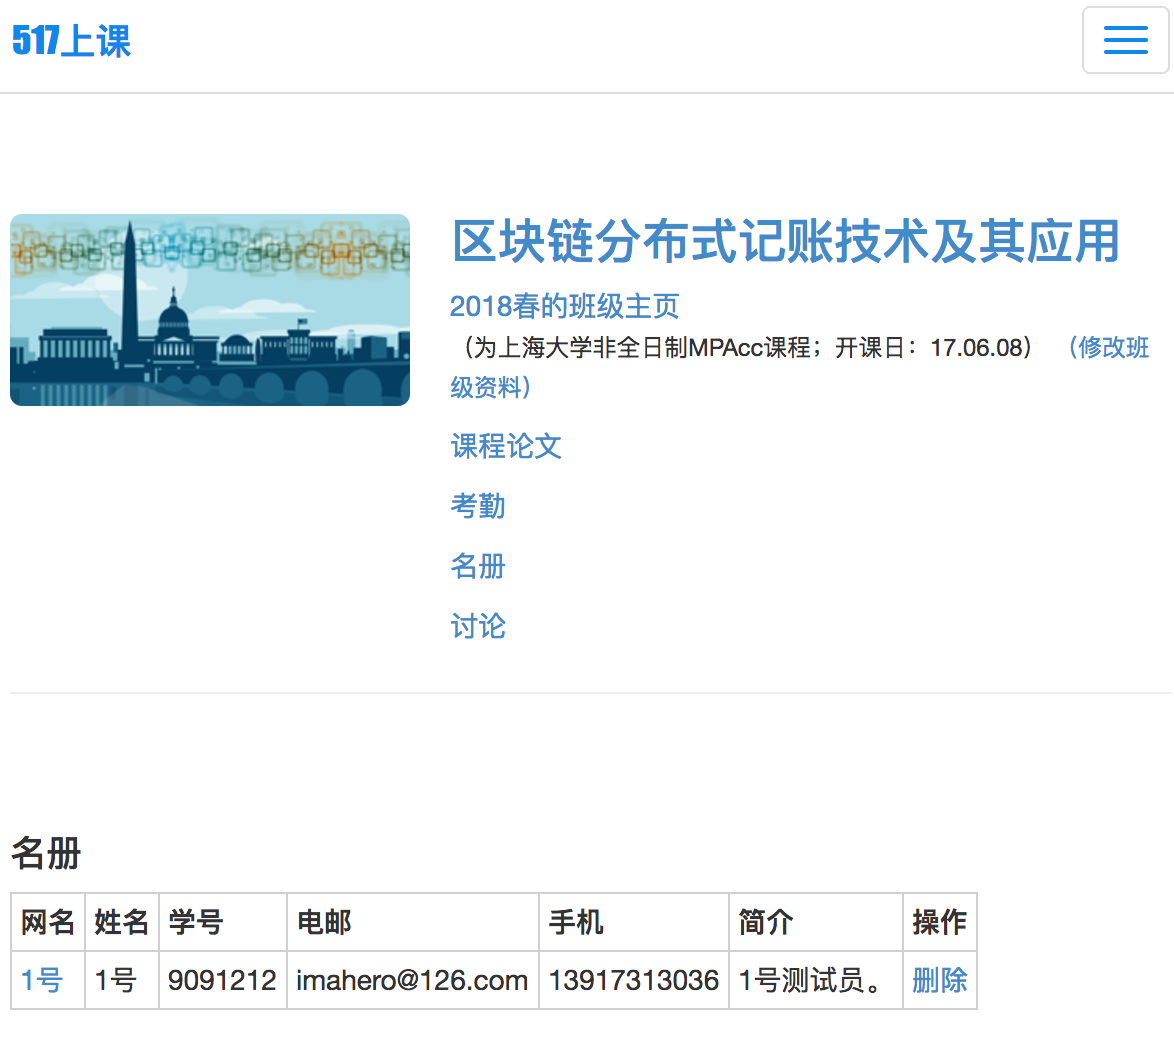 517上课
区块链分布式记账技术及其应用
2018春的班级主页
（为上海大学非全日制MPAcc课程；开课日：17.06.08） （修改班
级资料）
课程论文
考勤
名册
讨论
名册
网名 姓名 学号 电邮 手机 简介 操作
1号 1号 9091212 imahero@126.com 13917313036 1号测试员。 删除